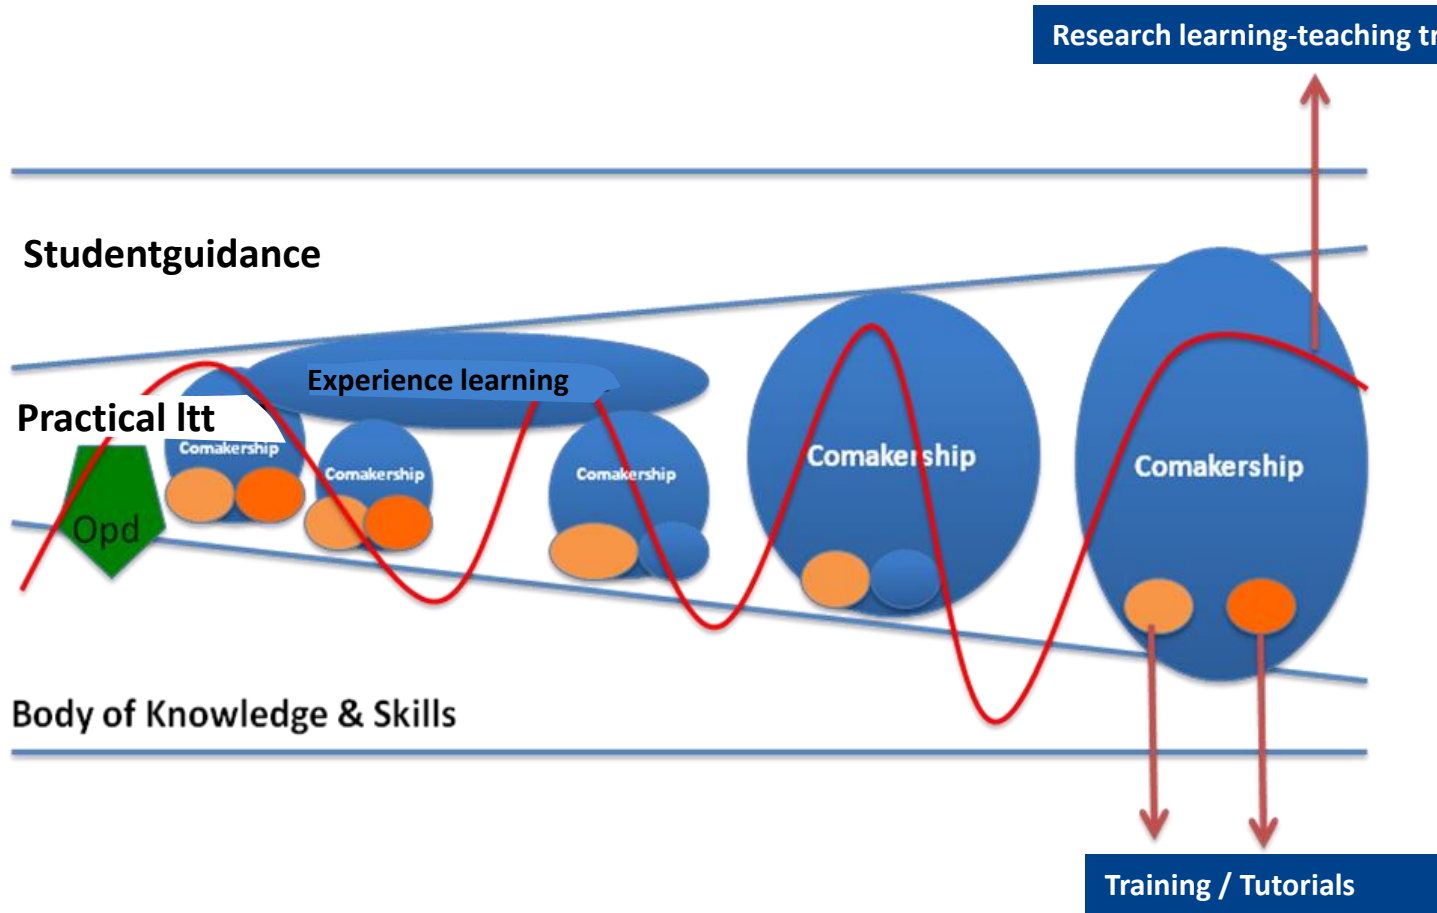 Research learning-teaching tr
Studentguidance
Experience learning
Practical ltt
Comakership
Comakership
Comakership
Comakership
Comakership
Opd
Body of Knowledge & Skills
Training / Tutorials